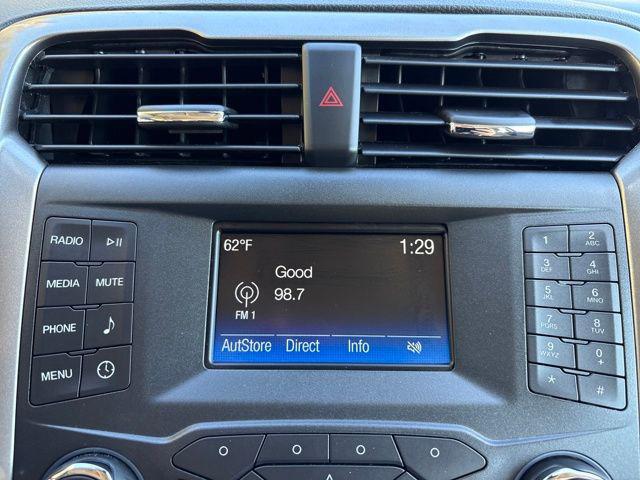 RADIO
MEDIA MUTE
PHONE
MENU
62°F 1:29
Good
98.7
FM 1
AutStore Direct Info
1 2 ABC
3 DEF 4 GHI
5 JKL 6 MNO
7 PQRS 8 TUV
9 WXYZ 0 +
* #